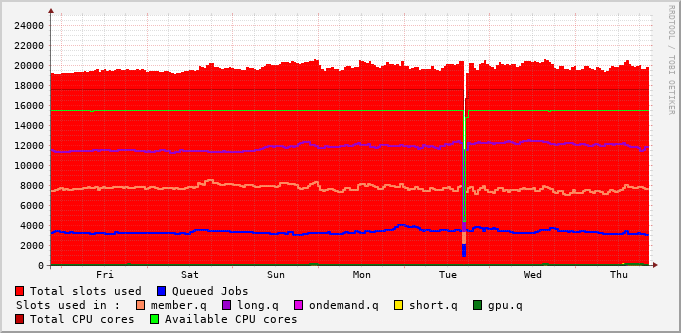 RRDTOOL / TOBI OETIKER
24000
22000
20000
18000
16000
14000
12000
10000
8000
6000
4000
2000
0
Fri Sat Sun Mon Tue Wed Thu
Total slots used Queued Jobs
Slots used in : member.q long.q ondemand.q short.q gpu.q
Total CPU cores Available CPU cores